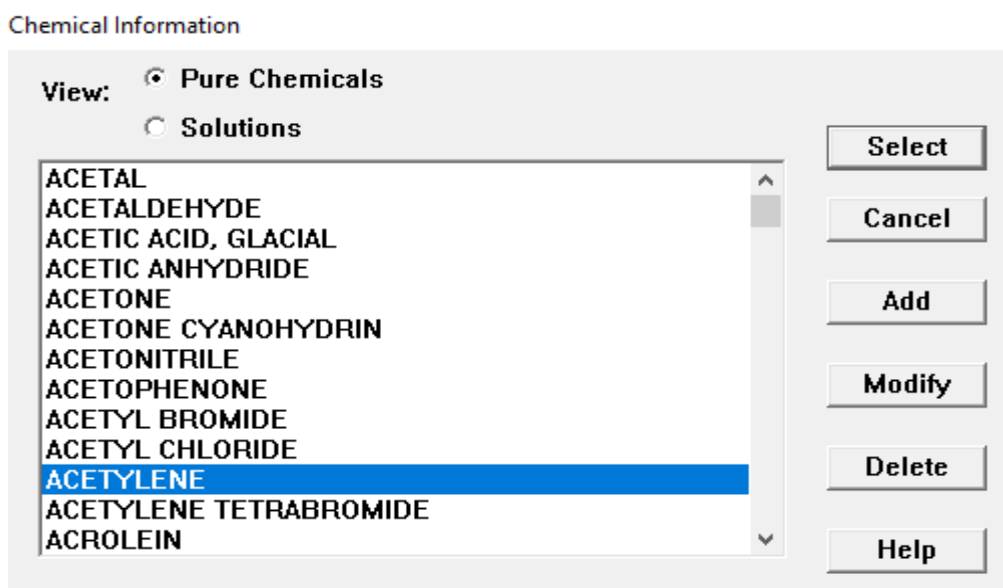 Chemical Information
View:
Pure Chemicals
Solutions
ACETAL
ACETALDEHYDE
ACETIC ACID, GLACIAL
ACETIC ANHYDRIDE
ACETONE
ACETONE CYANOHYDRIN
ACETONITRILE
ACETOPHENONE
ACETYL BROMIDE
ACETYL CHLORIDE
ACETYLENE
ACETYLENE TETRABROMIDE
ACROLEIN
Select
Cancel
Add
Modify
Delete
Help